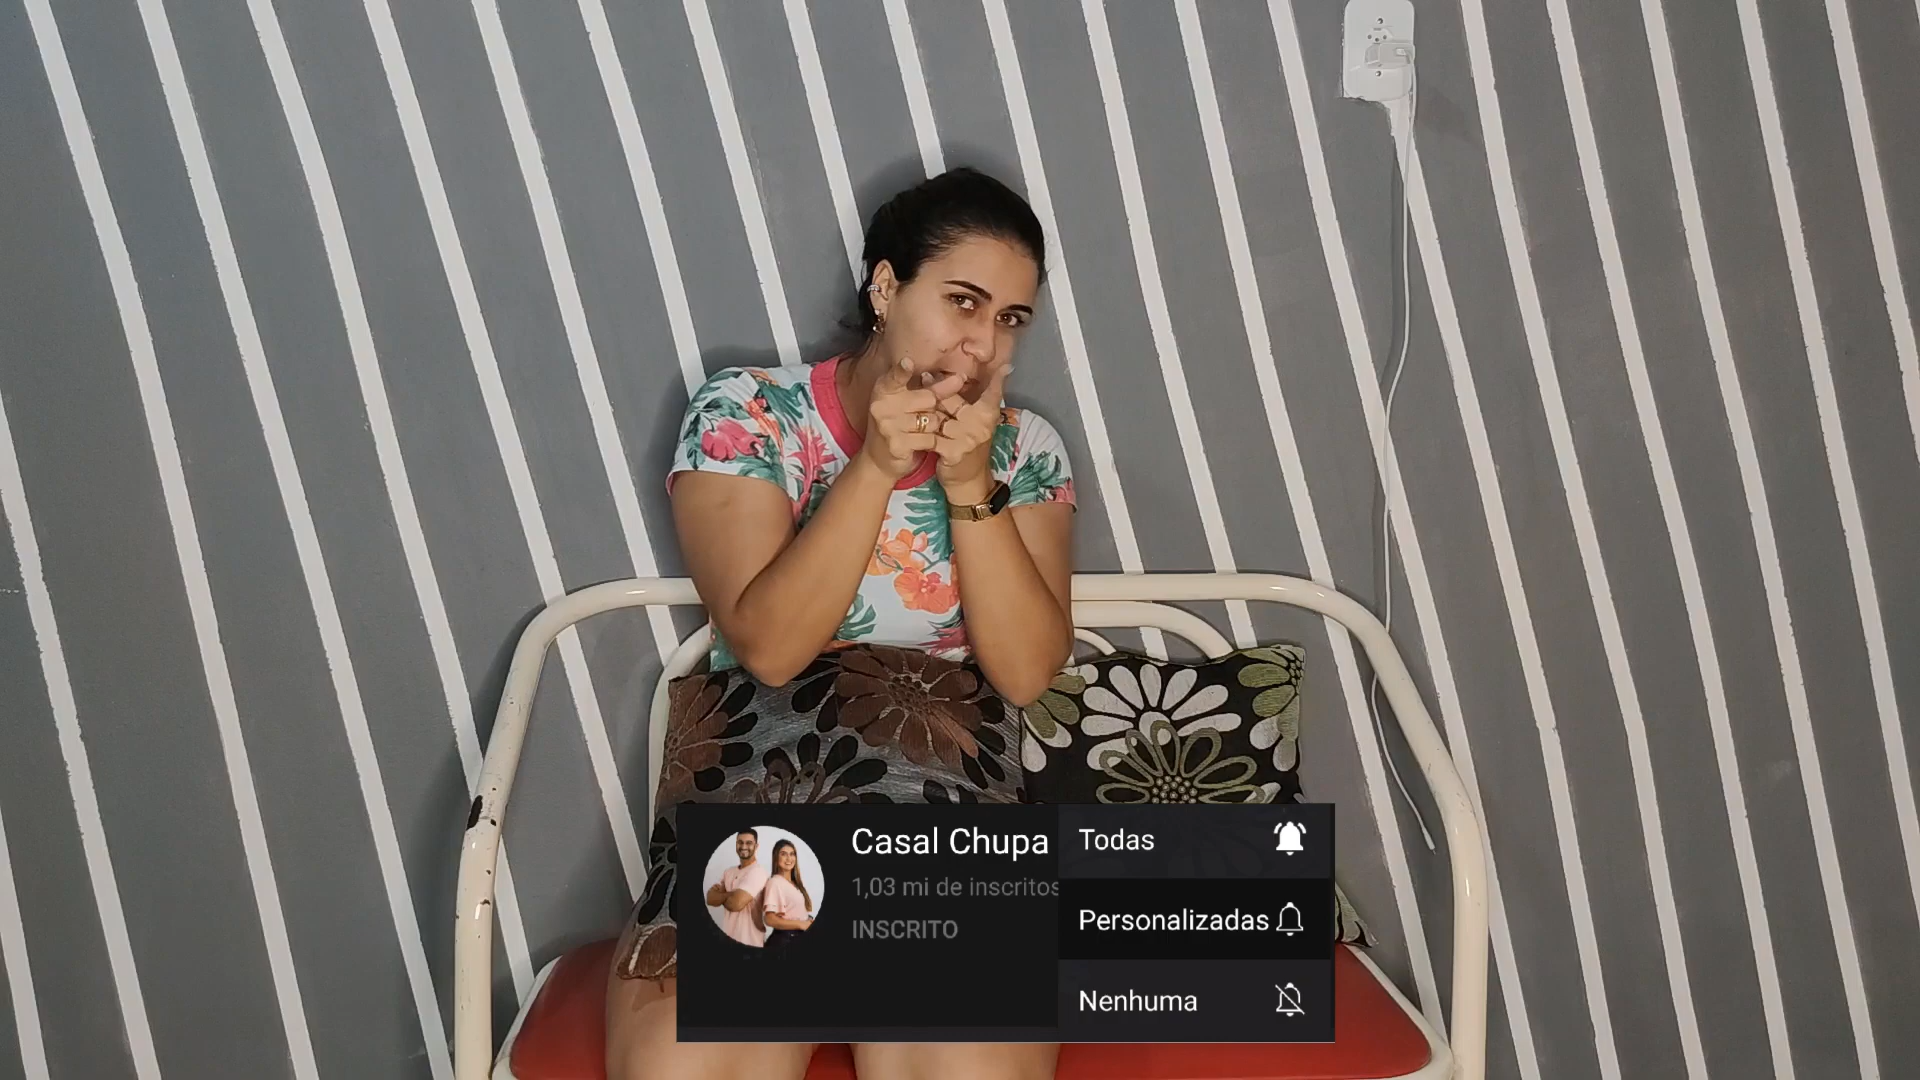 Casal Chupa
1,03 mi de inscritos
INSCRITO
Todas
Personalizadas
Nenhuma